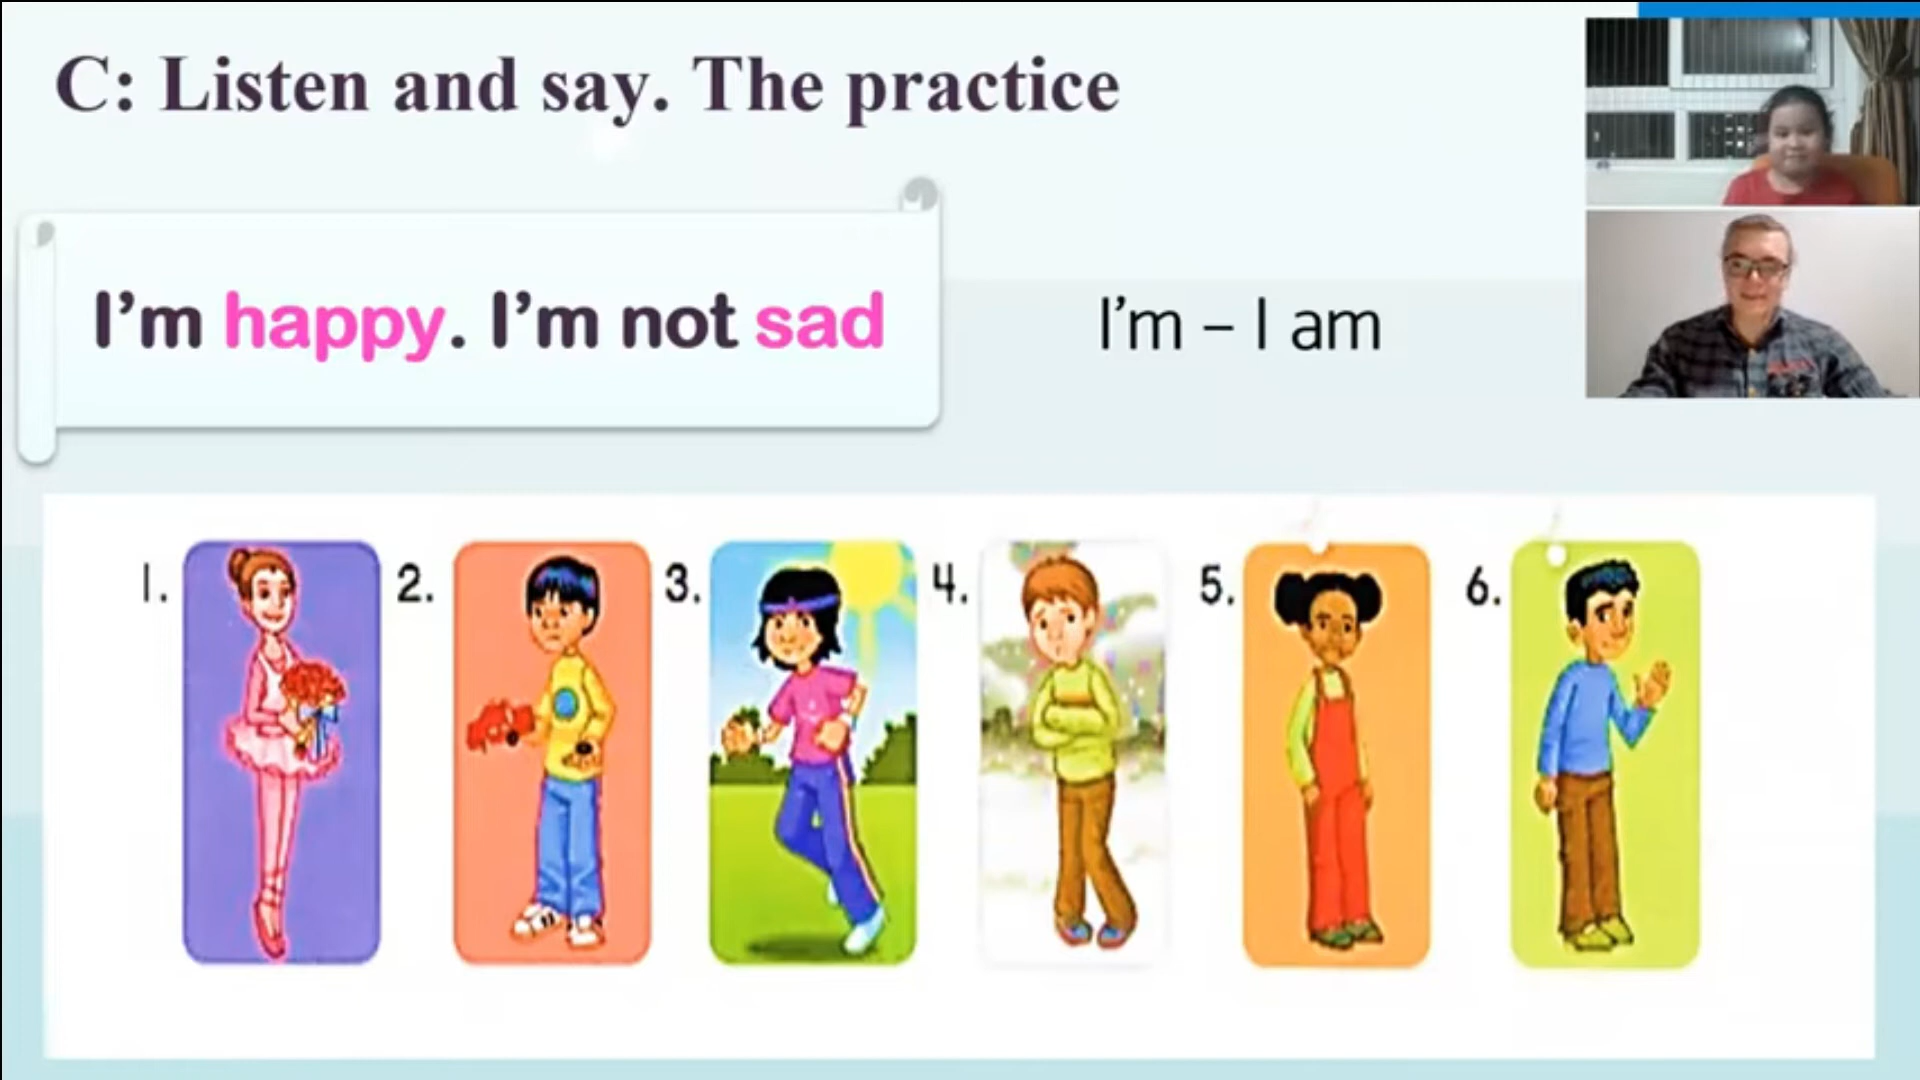 C: Listen and say. The practice
I'm happy. I'm not sad
I'm – I am
1. 2. 3. 4. 5. 6.